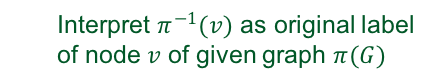 Interpret π⁻¹(v) as original label
of node v of given graph π(G)